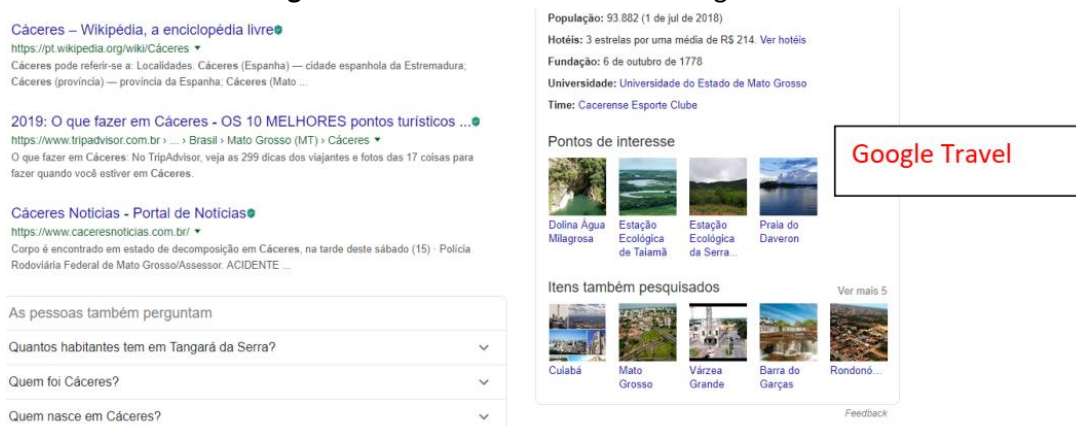 Cáceres – Wikipédia, a enciclopédia livre
https://pt.wikipedia.org/wiki/Cáceres
Cáceres pode referir-se a: Localidades. Cáceres (Espanha) — cidade espanhola da Estremadura;
Cáceres (província) — província da Espanha; Cáceres (Mato ...
2019: O que fazer em Cáceres - OS 10 MELHORES pontos turísticos ...
https://www.tripadvisor.com.br › ... › Brasil › Mato Grosso (MT) › Cáceres
O que fazer em Cáceres: No TripAdvisor, veja as 299 dicas dos viajantes e fotos das 17 coisas para
fazer quando você estiver em Cáceres.
Cáceres Noticias - Portal de Notícias
https://www.caceresnoticias.com.br/
Corpo é encontrado em estado de decomposição em Cáceres, na tarde deste sábado (15) · Polícia
Rodoviária Federal de Mato Grosso/Assessor. ACIDENTE ...
As pessoas também perguntam
Quantos habitantes tem em Tangará da Serra?
Quem foi Cáceres?
Quem nasce em Cáceres?
População: 93.882 (1 de jul de 2018)
Hotéis: 3 estrelas por uma média de R$ 214. Ver hotéis
Fundação: 6 de outubro de 1778
Universidade: Universidade do Estado de Mato Grosso
Time: Cacerense Esporte Clube
Pontos de interesse
Dolina Água Milagrosa
Estação Ecológica de Taiamã
Estação Ecológica da Serra...
Praia do Daveron
Itens também pesquisados
Ver mais 5
Cuiabá
Mato Grosso
Várzea Grande
Barra do Garças
Rondonó...
Feedback
Google Travel